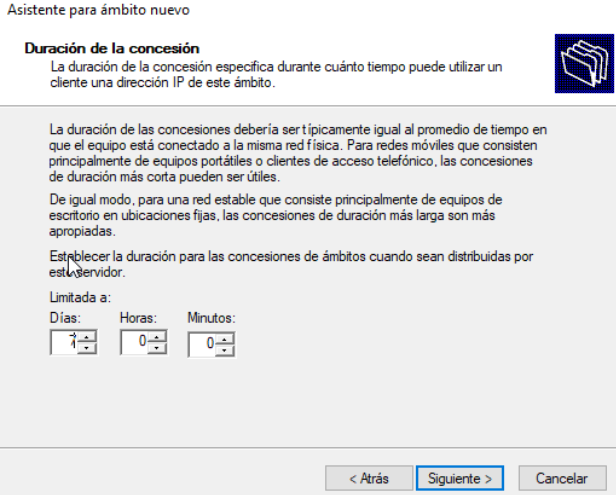 Asistente para ámbito nuevo
Duración de la concesión
La duración de la concesión especifica durante cuánto tiempo puede utilizar un
cliente una dirección IP de este ámbito.
La duración de las concesiones debería ser típicamente igual al promedio de tiempo en
que el equipo está conectado a la misma red física. Para redes móviles que consisten
principalmente de equipos portátiles o clientes de acceso telefónico, las concesiones
de duración más corta pueden ser útiles.
De igual modo, para una red estable que consiste principalmente de equipos de
escritorio en ubicaciones fijas, las concesiones de duración más larga son más
apropiadas.
Establecer la duración para las concesiones de ámbitos cuando sean distribuidas por
este servidor.
Limitada a:
Días: Horas: Minutos:
0 0
< Atrás Siguiente > Cancelar